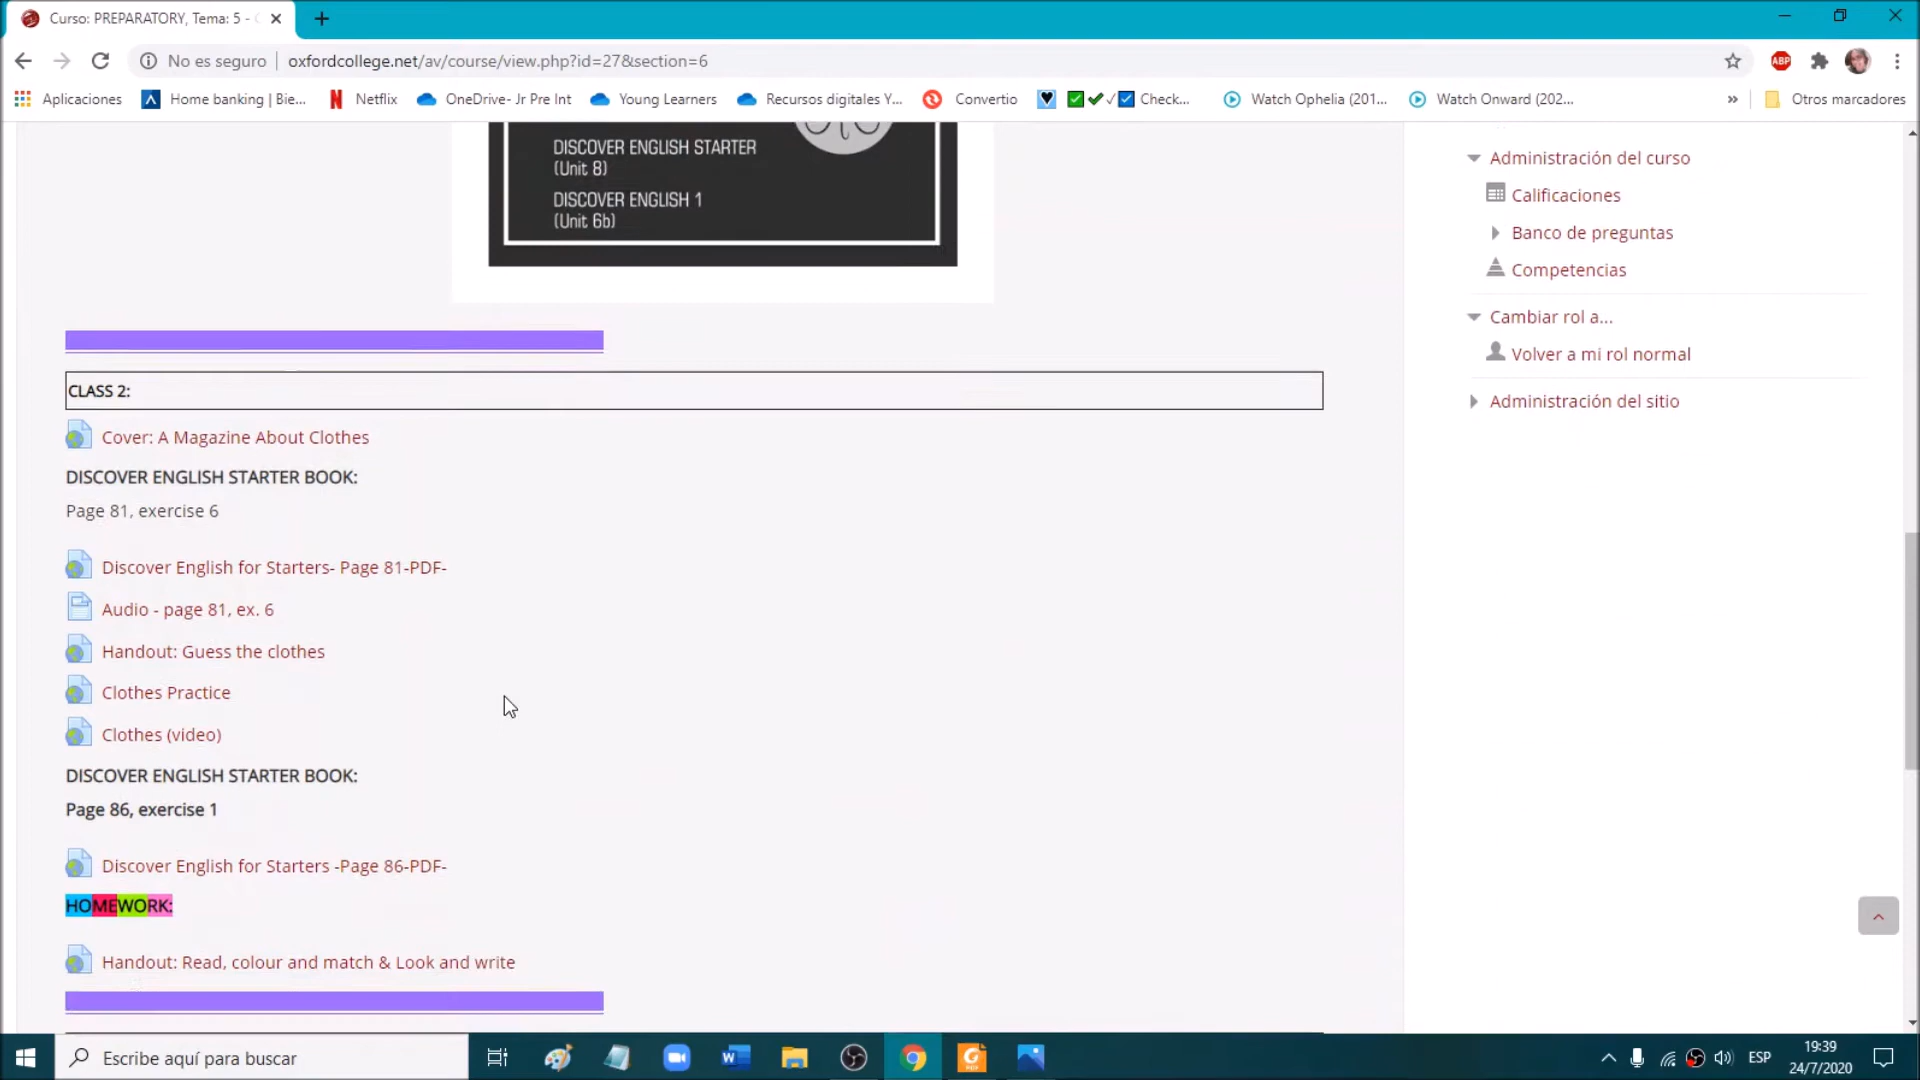 Curso: PREPARATORY, Tema: 5 -
No es seguro
oxfordcollege.net/av/course/view.php?id=27&section=6
ABP
Aplicaciones
Home banking | Bie...
Netflix
OneDrive- Jr Pre Int
Young Learners
Recursos digitales Y...
Convertio
Check...
Watch Ophelia (201...
Watch Onward (202...
»
Otros marcadores
DISCOVER ENGLISH STARTER
(Unit 8)
DISCOVER ENGLISH 1
(Unit 6b)
CLASS 2:
Cover: A Magazine About Clothes
DISCOVER ENGLISH STARTER BOOK:
Page 81, exercise 6
Discover English for Starters- Page 81-PDF-
Audio - page 81, ex. 6
Handout: Guess the clothes
Clothes Practice
Clothes (video)
DISCOVER ENGLISH STARTER BOOK:
Page 86, exercise 1
Discover English for Starters -Page 86-PDF-
HOMEWORK:
Handout: Read, colour and match & Look and write
Administración del curso
Calificaciones
Banco de preguntas
Competencias
Cambiar rol a...
Volver a mi rol normal
Administración del sitio
Escribe aquí para buscar
ESP
19:39
24/7/2020